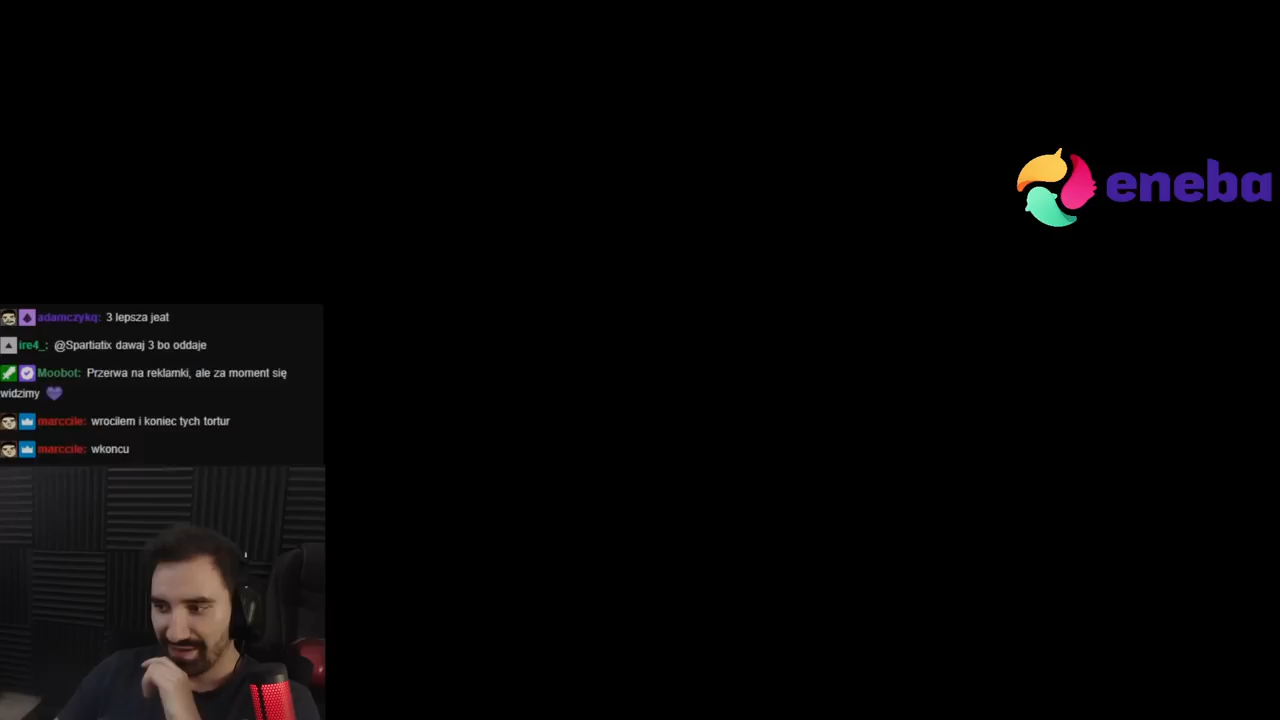 eneba
adamczykq: 3 lepsza jeat
ire4_: @Spartiatix dawaj 3 bo oddaje
Moobot: Przerwa na reklamki, ale za moment się
widzimy
marccile: wrocilem i koniec tych tortur
marccile: wkoncu